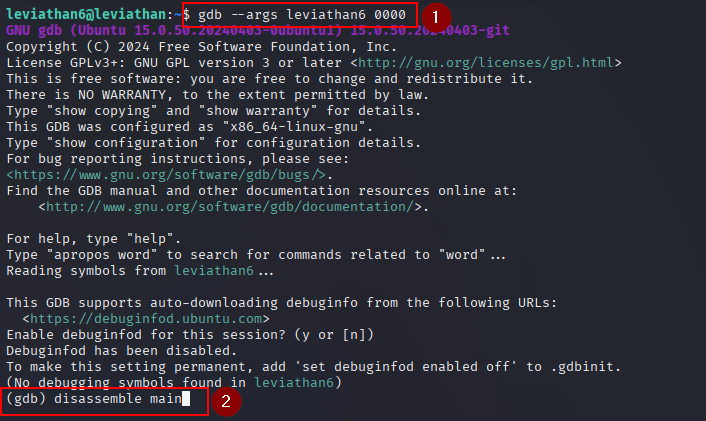 leviathan6@leviathan:~$ gdb --args leviathan6 0000
1
GNU gdb (Ubuntu 15.0.50.20240403-0ubuntu1) 15.0.50.20240403-git
Copyright (C) 2024 Free Software Foundation, Inc.
License GPLv3+: GNU GPL version 3 or later <http://gnu.org/licenses/gpl.html>
This is free software: you are free to change and redistribute it.
There is NO WARRANTY, to the extent permitted by law.
Type "show copying" and "show warranty" for details.
This GDB was configured as "x86_64-linux-gnu".
Type "show configuration" for configuration details.
For bug reporting instructions, please see:
<https://www.gnu.org/software/gdb/bugs/>.
Find the GDB manual and other documentation resources online at:
<http://www.gnu.org/software/gdb/documentation/>.
For help, type "help".
Type "apropos word" to search for commands related to "word"...
Reading symbols from leviathan6...
This GDB supports auto-downloading debuginfo from the following URLs:
<https://debuginfod.ubuntu.com>
Enable debuginfod for this session? (y or [n])
Debuginfod has been disabled.
To make this setting permanent, add 'set debuginfod enabled off' to .gdbinit.
(No debugging symbols found in leviathan6)
(gdb) disassemble main
2